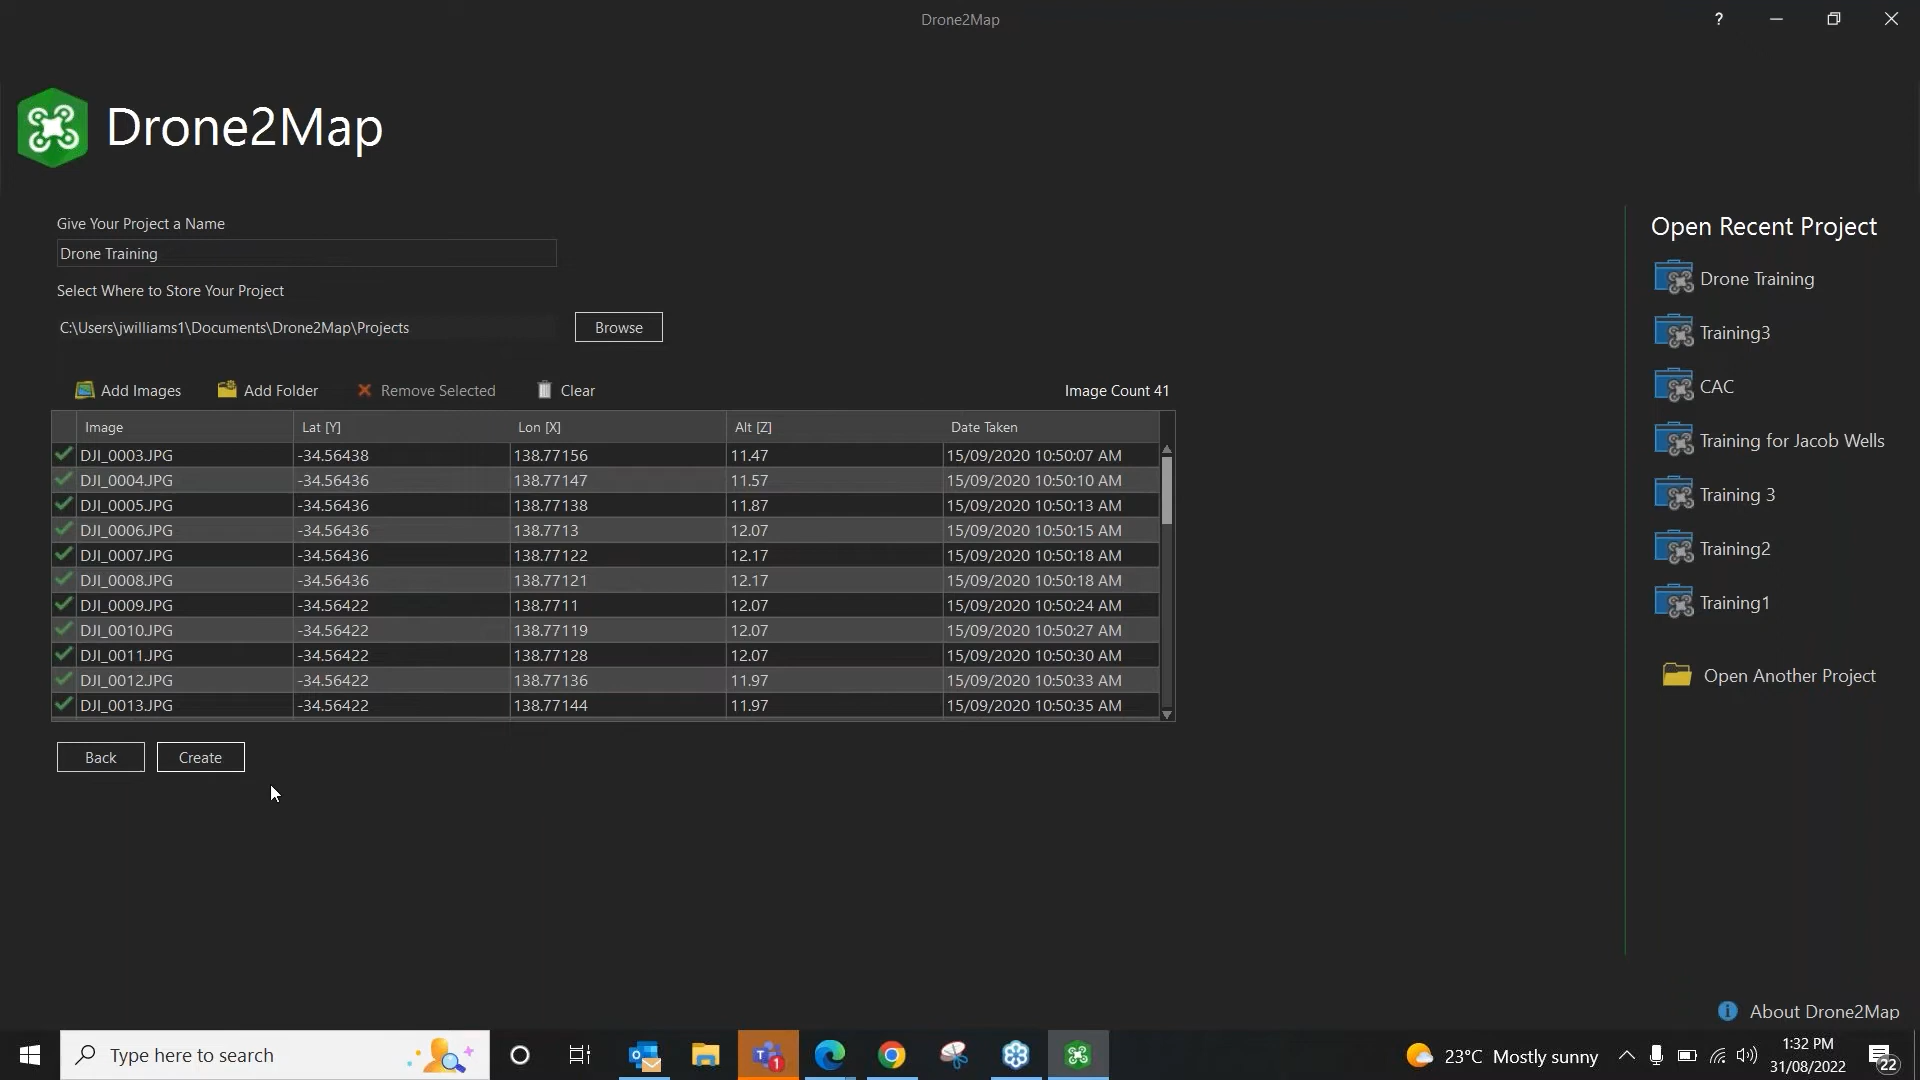 Drone2Map
?
Drone2Map
Give Your Project a Name
Drone Training
Select Where to Store Your Project
C:\Users\jwilliams1\Documents\Drone2Map\Projects
Browse
Add Images Add Folder Remove Selected Clear Image Count 41
Image Lat [Y] Lon [X] Alt [Z] Date Taken
DJI_0003.JPG -34.56438 138.77156 11.47 15/09/2020 10:50:07 AM
DJI_0004.JPG -34.56436 138.77147 11.57 15/09/2020 10:50:10 AM
DJI_0005.JPG -34.56436 138.77138 11.87 15/09/2020 10:50:13 AM
DJI_0006.JPG -34.56436 138.7713 12.07 15/09/2020 10:50:15 AM
DJI_0007.JPG -34.56436 138.77122 12.17 15/09/2020 10:50:18 AM
DJI_0008.JPG -34.56436 138.77121 12.17 15/09/2020 10:50:18 AM
DJI_0009.JPG -34.56422 138.7711 12.07 15/09/2020 10:50:24 AM
DJI_0010.JPG -34.56422 138.77119 12.07 15/09/2020 10:50:27 AM
DJI_0011.JPG -34.56422 138.77128 12.07 15/09/2020 10:50:30 AM
DJI_0012.JPG -34.56422 138.77136 11.97 15/09/2020 10:50:33 AM
DJI_0013.JPG -34.56422 138.77144 11.97 15/09/2020 10:50:35 AM
Back Create
Open Recent Project
Drone Training
Training3
CAC
Training for Jacob Wells
Training 3
Training2
Training1
Open Another Project
About Drone2Map
Type here to search
1
23°C Mostly sunny
1:32 PM
31/08/2022
22